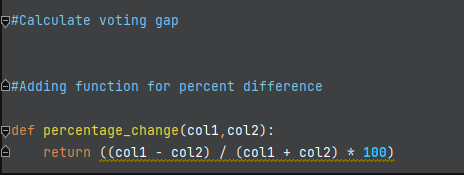 #Calculate voting gap
#Adding function for percent difference
def percentage_change(col1,col2):
    return ((col1 - col2) / (col1 + col2) * 100)